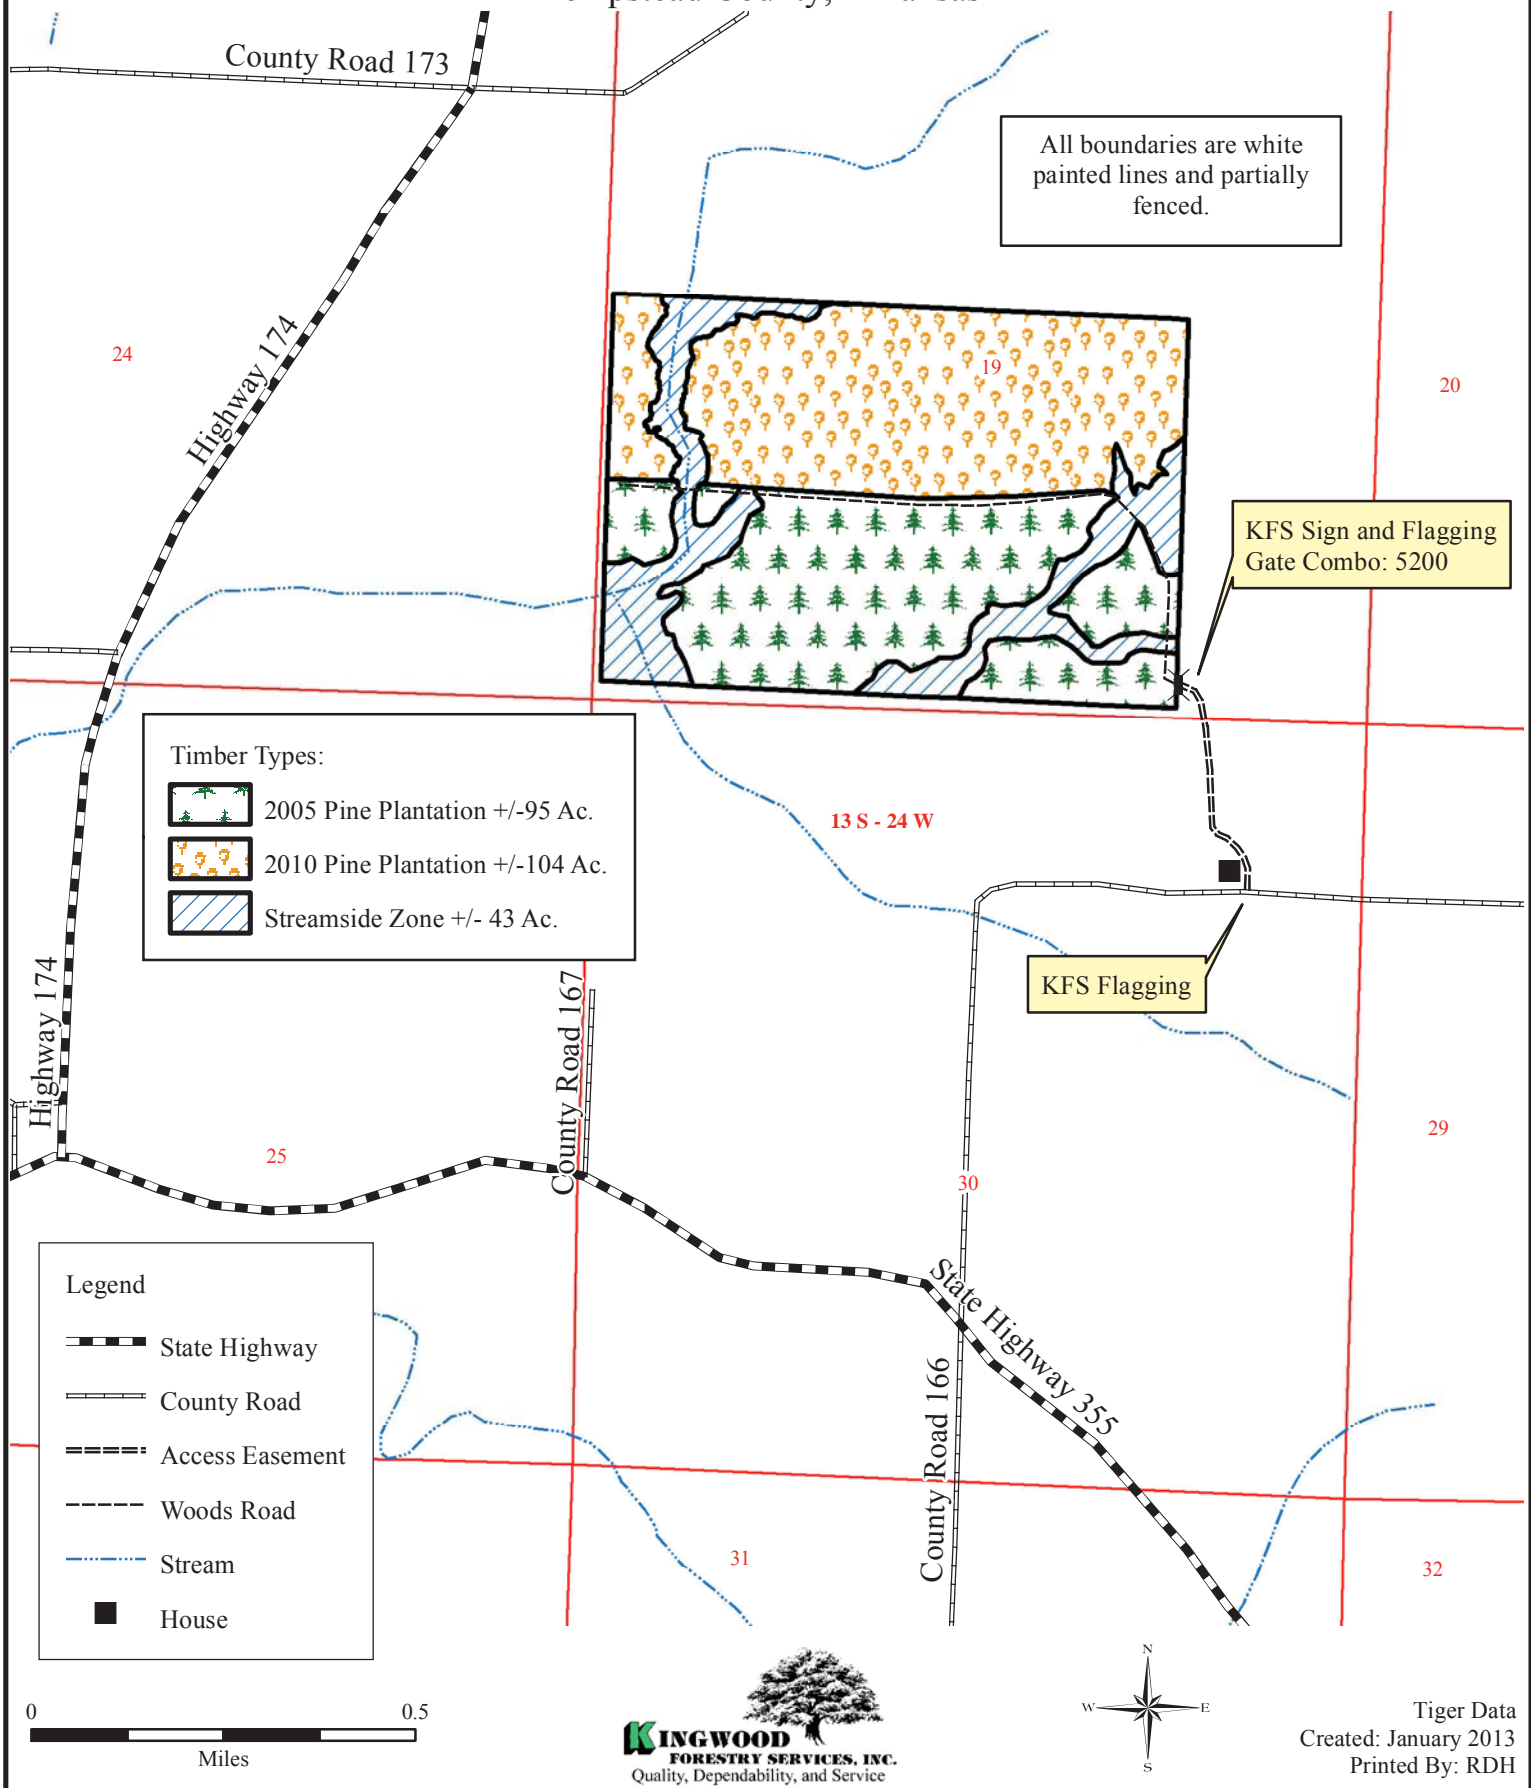 County Road 173
All boundaries are white
painted lines and partially
fenced.
Highway 174
24
19
20
KFS Sign and Flagging
Gate Combo: 5200
Timber Types:
2005 Pine Plantation +/-95 Ac.
2010 Pine Plantation +/-104 Ac.
Streamside Zone +/- 43 Ac.
13 S - 24 W
KFS Flagging
Highway 174
County Road 167
25
29
30
State Highway 355
County Road 166
31
32
Legend
State Highway
County Road
Access Easement
Woods Road
Stream
House
0 0.5
Miles
KINGWOOD
FORESTRY SERVICES, INC.
Quality, Dependability, and Service
N
W E
S
Tiger Data
Created: January 2013
Printed By: RDH